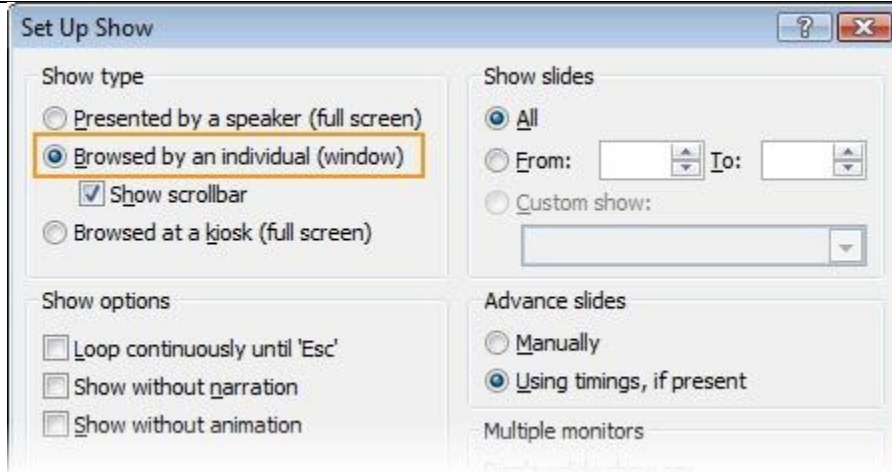 Set Up Show
Show type
Presented by a speaker (full screen)
Browsed by an individual (window)
Show scrollbar
Browsed at a kiosk (full screen)
Show slides
All
From: To:
Custom show:
Show options
Loop continuously until 'Esc'
Show without narration
Show without animation
Advance slides
Manually
Using timings, if present
Multiple monitors